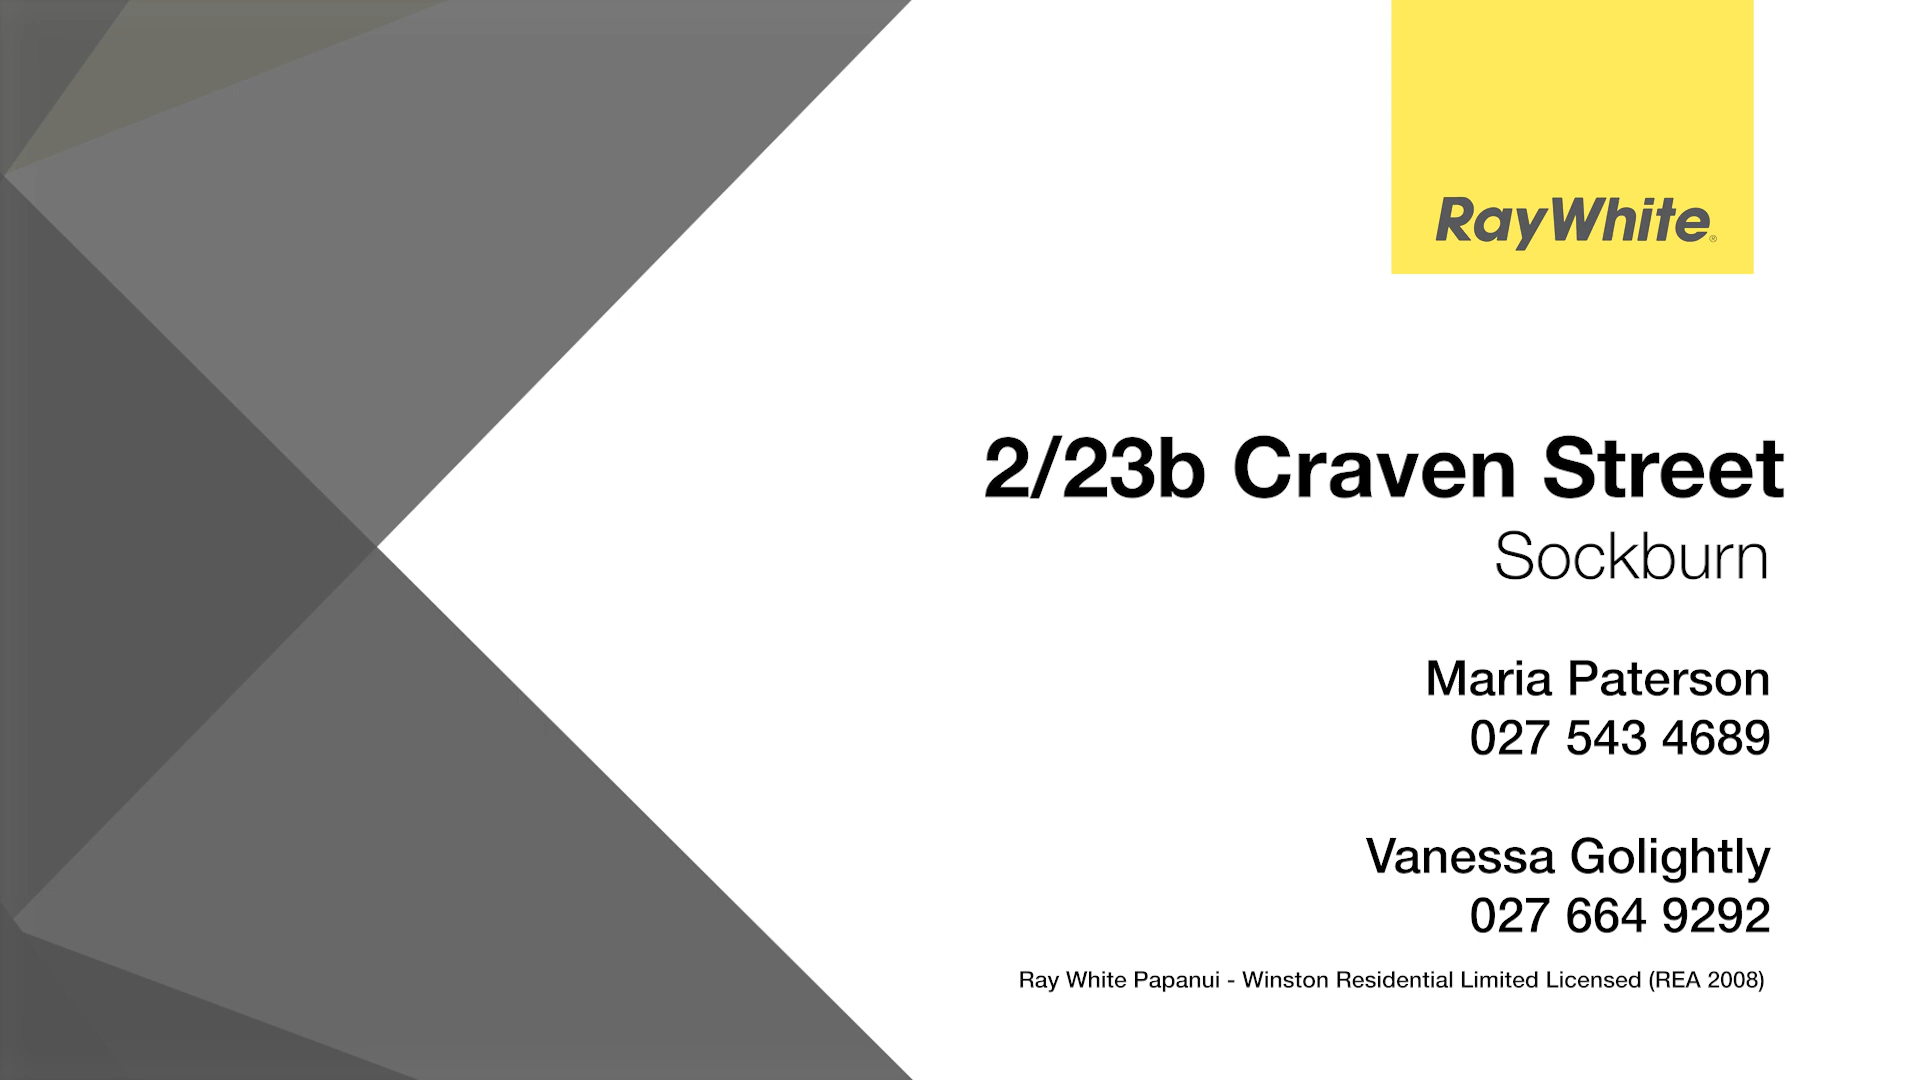 RayWhite®
2/23b Craven Street
Sockburn
Maria Paterson
027 543 4689
Vanessa Golightly
027 664 9292
Ray White Papanui - Winston Residential Limited Licensed (REA 2008)